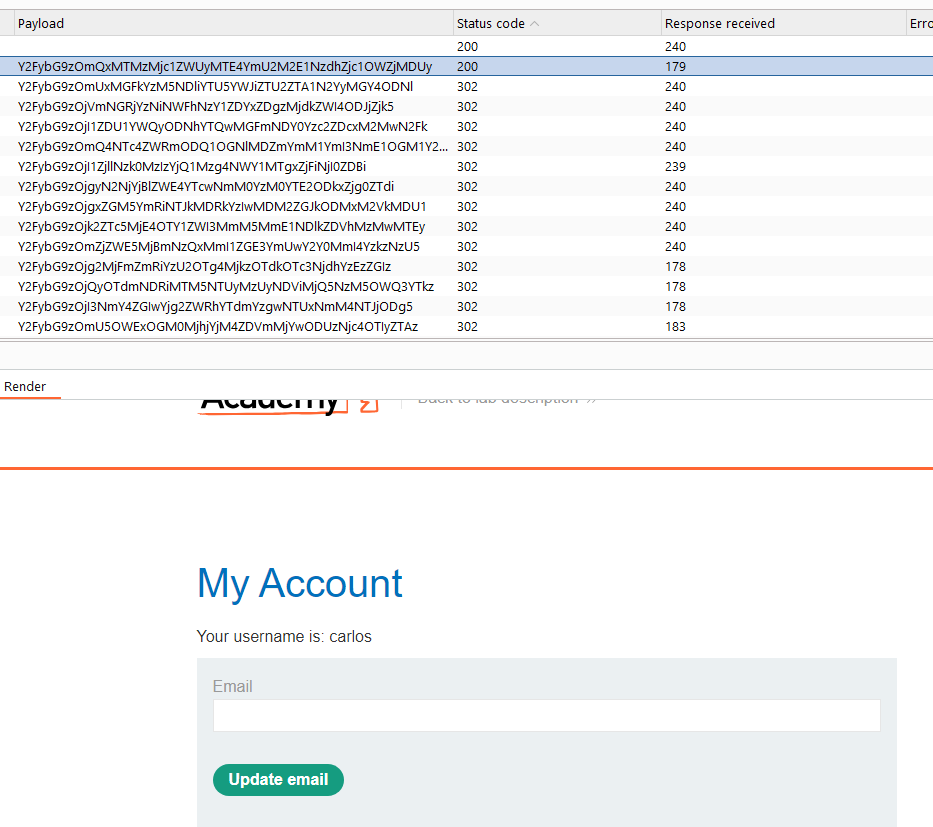 Payload Status code Response received Erro
200 240
Y2FybG9zOmQxMTMzMjc1ZWUyMTE4YmU2M2E1NzdhZjc1OWZjMDUy 200 179
Y2FybG9zOmUxMGFkYzM5NDliYTU5YWJiZTU2ZTA1N2YyMGY4ODNl 302 240
Y2FybG9zOjVmNGRjYzNiNWFhNzY1ZDYxZDgzMjdkZWI4ODJjZjk5 302 240
Y2FybG9zOjI1ZDU1YWQyODNhYTQwMGFmNDY0Yzc2ZDcxM2MwN2Fk 302 240
Y2FybG9zOmQ4NTc4ZWRmODQ1OGNlMDZmYmM1YmI3NmE1OGM1Y2... 302 240
Y2FybG9zOjI1ZjllNzk0MzIzYjQ1Mzg4NWY1MTgxZjFiNjI0ZDBi 302 239
Y2FybG9zOjgyN2NjYjBlZWE4YTcwNmM0YzM0YTE2ODkxZjg0ZTdi 302 240
Y2FybG9zOjgxZGM5YmRiNTJkMDRkYzIwMDM2ZGJkODMxM2VkMDU1 302 240
Y2FybG9zOjk2ZTc5MjE4OTY1ZWI3MmM5MmE1NDlkZDVhMzMwMTEy 302 240
Y2FybG9zOmZjZWE5MjBmNzQxMmI1ZGE3YmUwY2Y0MmI4YzkzNzU5 302 240
Y2FybG9zOjg2MjFmZmRiYzU2OTg4MjkzOTdkOTc3NjdhYzEzZGIz 302 178
Y2FybG9zOjQyOTdmNDRiMTM5NTUyMzUyNDViMjQ5NzM5OWQ3YTkz 302 178
Y2FybG9zOjI3NmY4ZGIwYjg2ZWRhYTdmYzgwNTUxNmM4NTJjODg5 302 178
Y2FybG9zOmU5OWExOGM0MjhjYjM4ZDVmMjYwODUzNjc4OTIyZTAz 302 183
Render
Academy Back to lab description
My Account
Your username is: carlos
Email
Update email